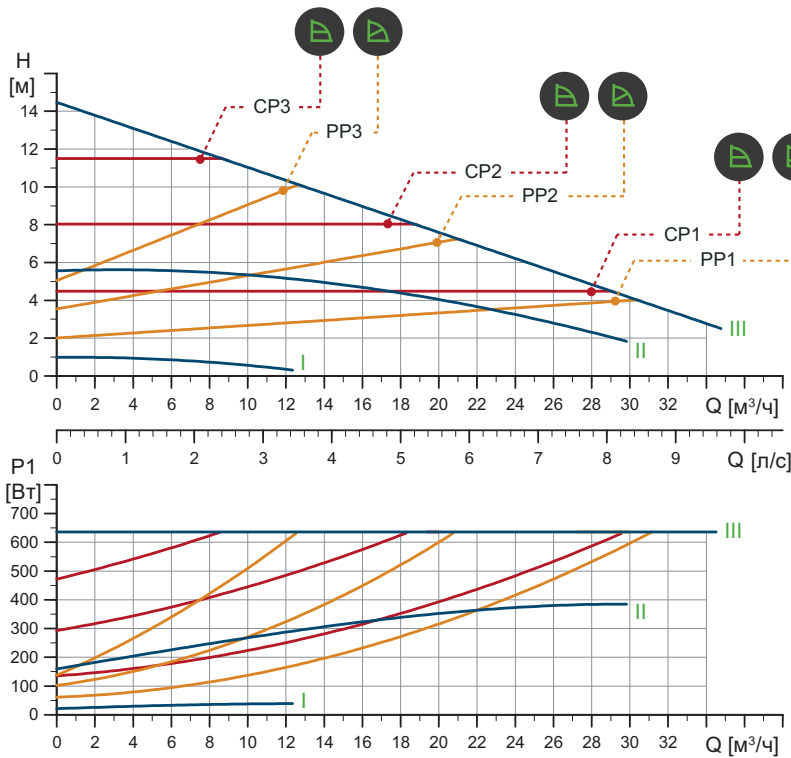 H
[м]
14
12
10
8
6
4
2
0
CP3
PP3
CP2
PP2
CP1
PP1
III
II
I
0 2 4 6 8 10 12 14 16 18 20 22 24 26 28 30 32
Q [м³/ч]
0 1 2 3 4 5 6 7 8 9
Q [л/с]
P1
[Вт]
700
600
500
400
300
200
100
0
III
II
I
0 2 4 6 8 10 12 14 16 18 20 22 24 26 28 30 32
Q [м³/ч]